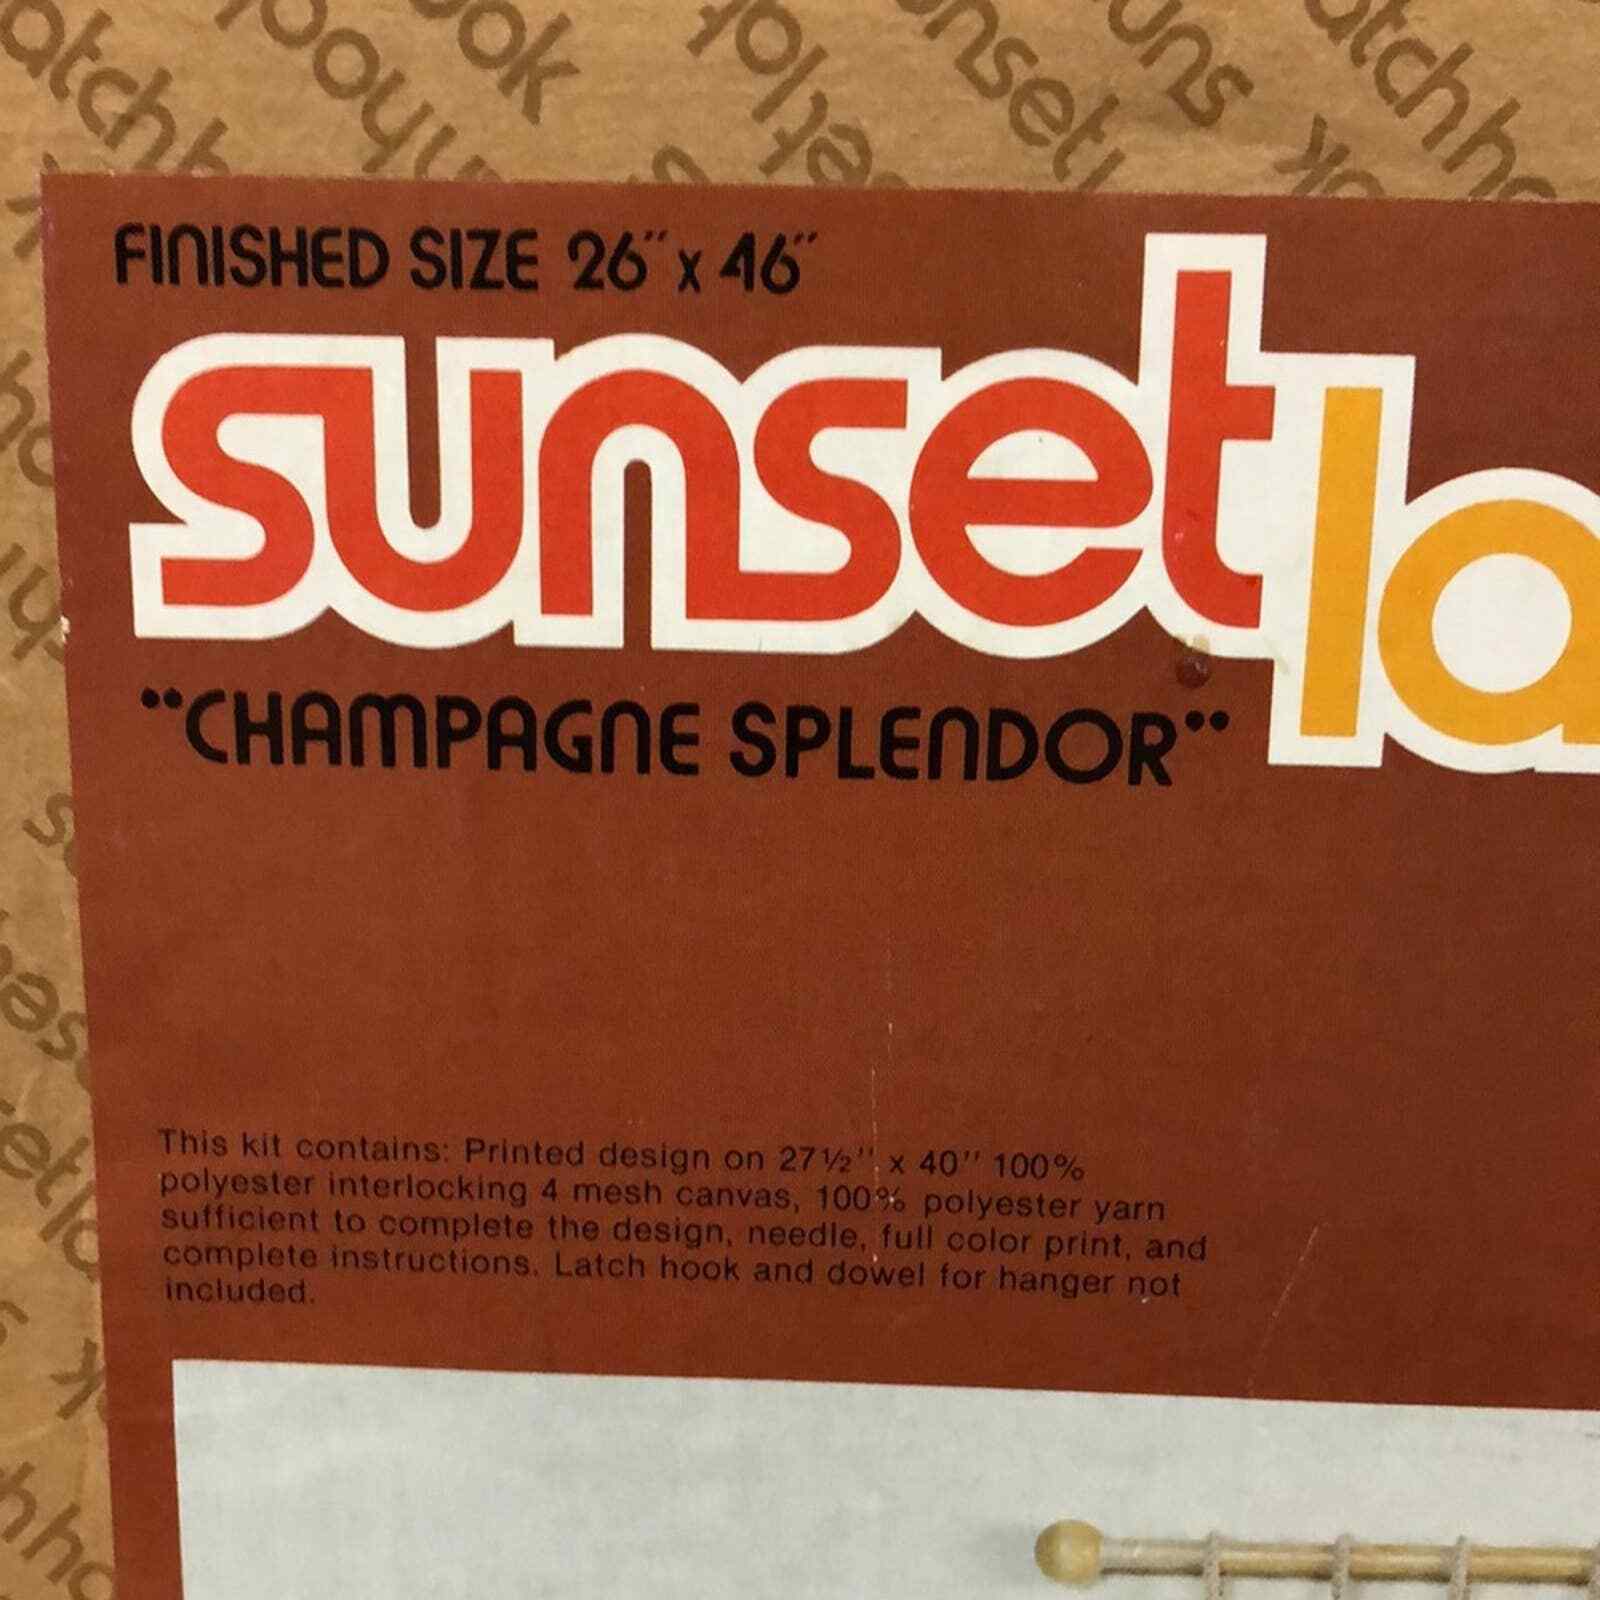 FINISHED SIZE 26" x 46"
sunset la
"CHAMPAGNE SPLENDOR"
This kit contains: Printed design on 27½" x 40" 100%
polyester interlocking 4 mesh canvas, 100% polyester yarn
sufficient to complete the design, needle, full color print, and
complete instructions. Latch hook and dowel for hanger not
included.